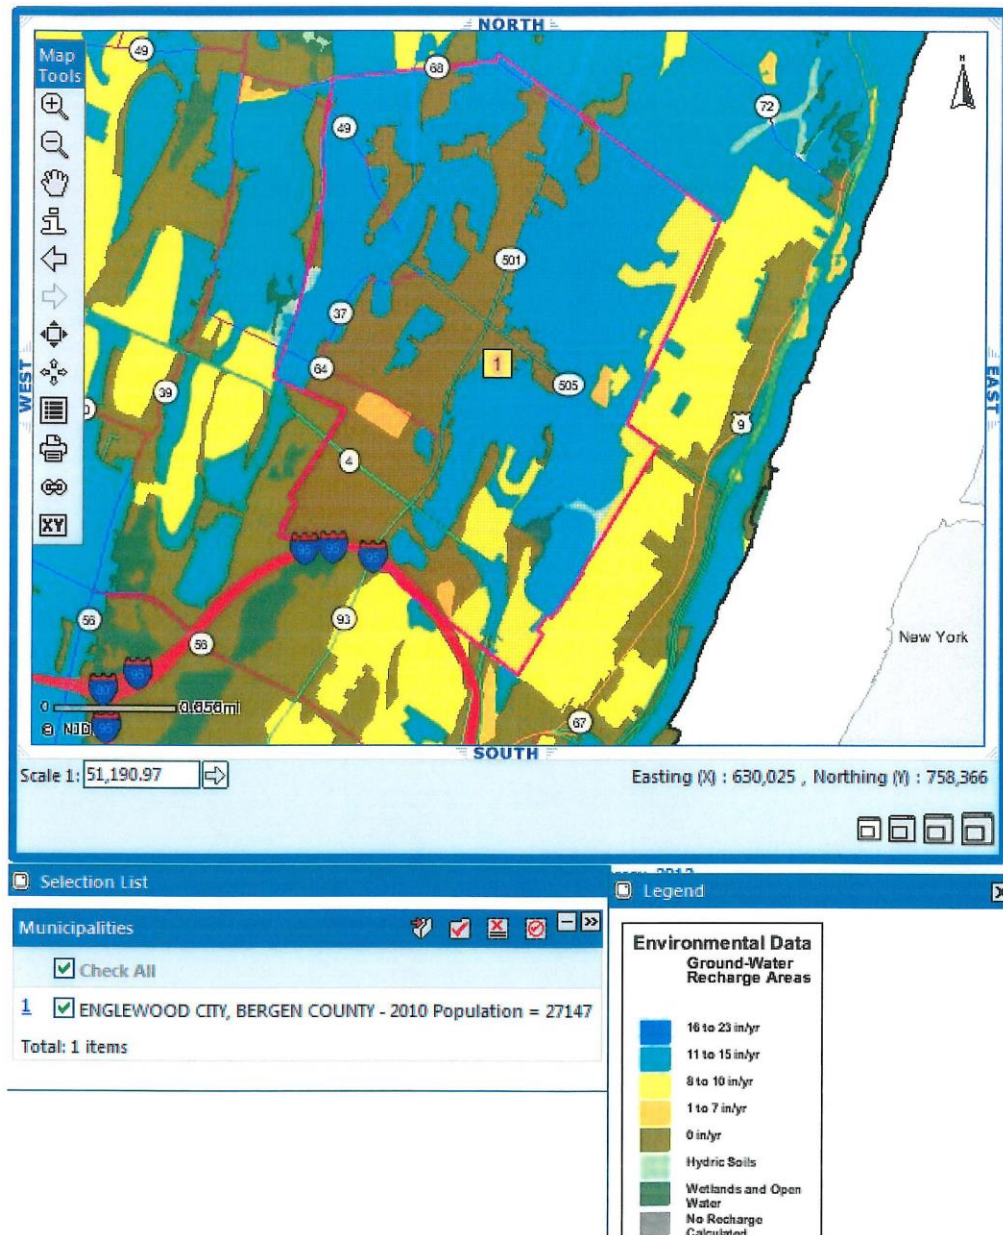 NORTH
Map
Tools
49
68
72
49
501
37
64
505
39
9
4
95
95
95
56
93
56
95
80
95
67
WEST
EAST
New York
0
0.656mi
SOUTH
Scale 1: 51,190.97
Easting (X) : 630,025 , Northing (Y) : 758,366
XY
Selection List
Municipalities
Check All
1 ENGLEWOOD CITY, BERGEN COUNTY - 2010 Population = 27147
Total: 1 items
1
Legend
Environmental Data
Ground-Water
Recharge Areas
16 to 23 in/yr
11 to 15 in/yr
8 to 10 in/yr
1 to 7 in/yr
0 in/yr
Hydric Soils
Wetlands and Open
Water
No Recharge
Calculated